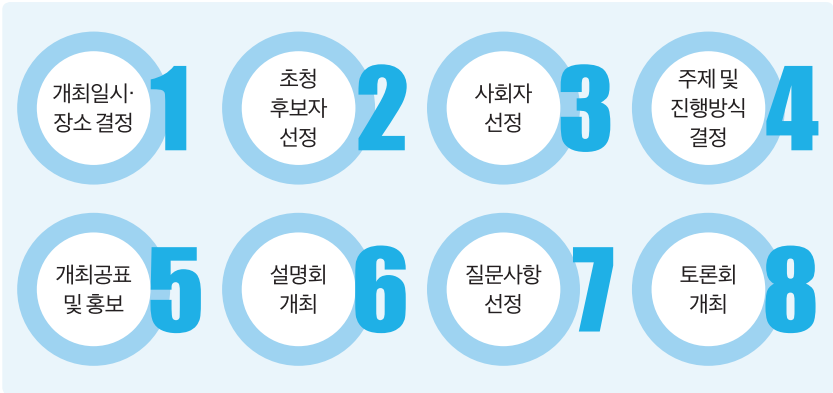 개최일시·
장소 결정
1
초청
후보자
선정
2
사회자
선정
3
주제 및
진행방식
결정
4
개최공표
및 홍보
5
설명회
개최
6
질문사항
선정
7
토론회
개최
8